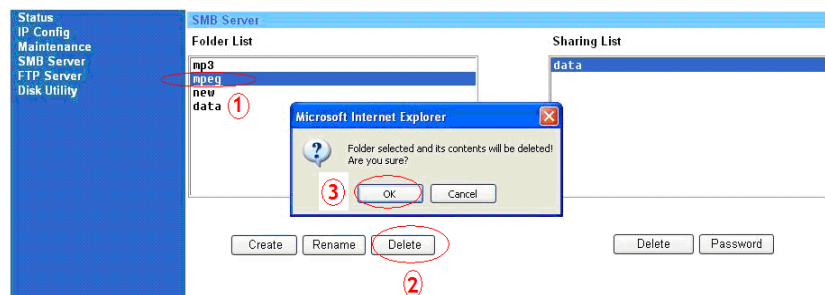 Status
IP Config
Maintenance
SMB Server
FTP Server
Disk Utility
SMB Server
Folder List
Sharing List
mp3
mpeg
new
data
data
1
Microsoft Internet Explorer
Folder selected and its contents will be deleted!
Are you sure?
3
OK Cancel
Create Rename Delete
Delete Password
2